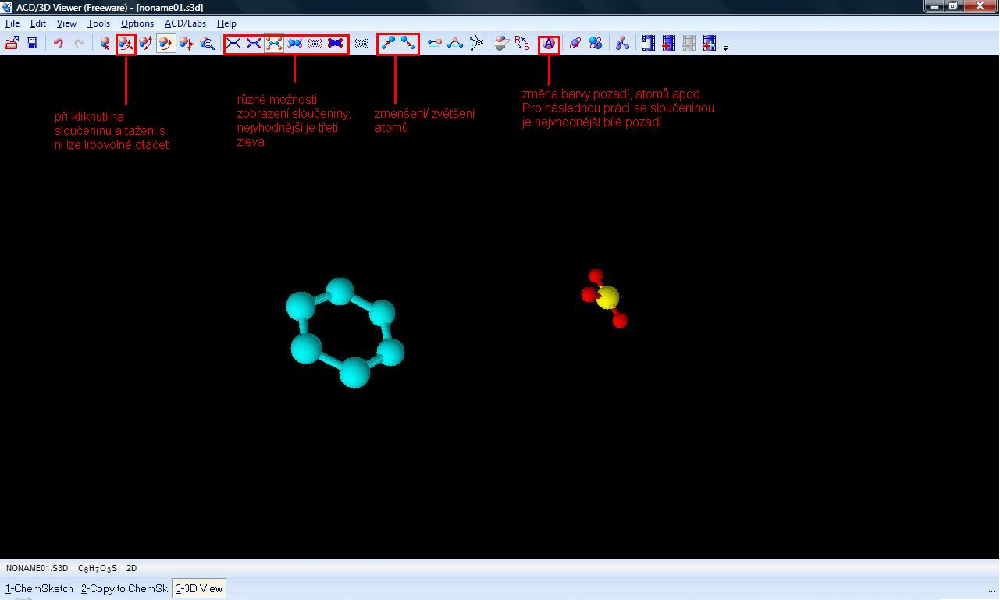 ACD/3D Viewer (Freeware) - [noname01.s3d]
File Edit View Tools Options ACD/Labs Help
R S A
při kliknutí na
sloučeninu a tažení s
ní lze libovolně otáčet
různé možnosti
zobrazení sloučeniny,
nejvhodnější je třetí
zleva
zmenšení/ zvětšení
atomů
změna barvy pozadí, atomů apod.
Pro následnou práci se sloučeninou
je nejvhodnější bílé pozadí
NONAME01.S3D C6H7O3S 2D
1-ChemSketch 2-Copy to ChemSk 3-3D View ...